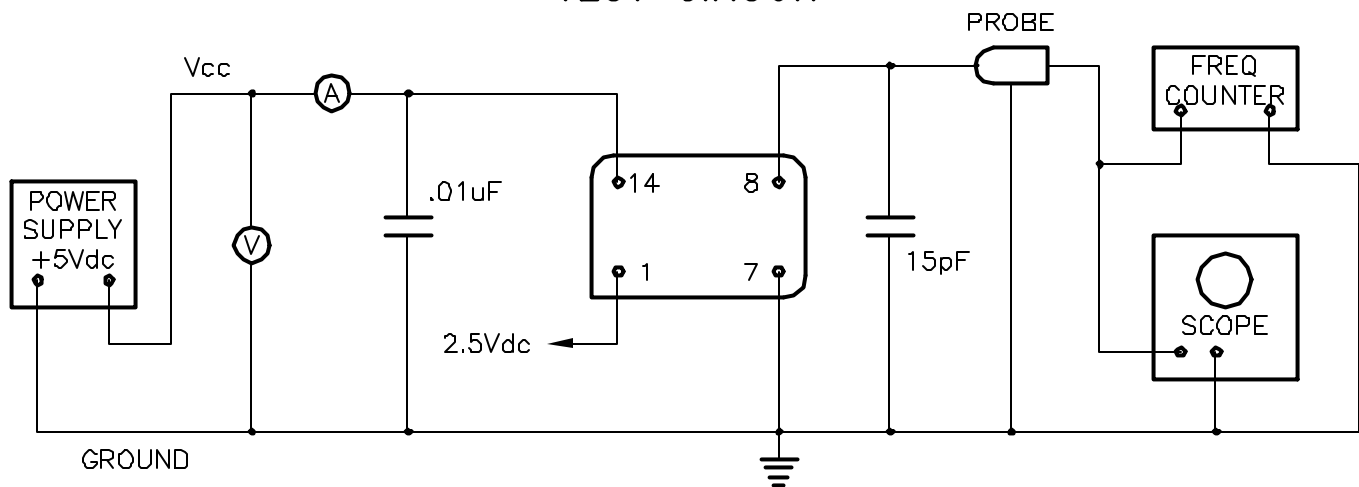 PROBE
Vcc
A
FREQ
COUNTER
POWER
SUPPLY
+5Vdc
.01uF
14
8
V
1
7
15pF
2.5Vdc
SCOPE
GROUND